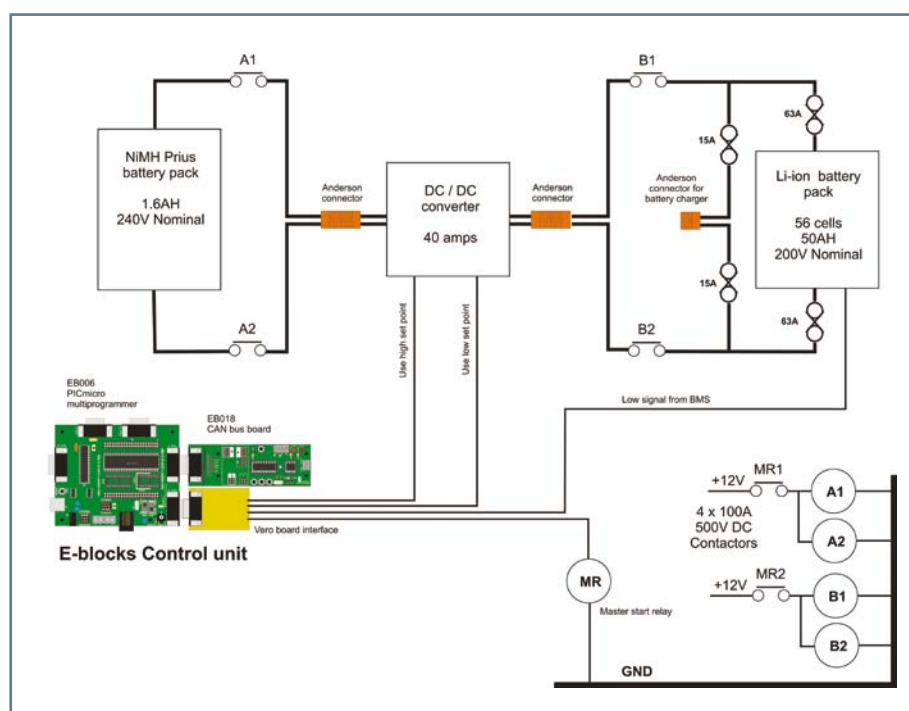 A1
B1
NiMH Prius
battery pack
1.6AH
240V Nominal
Anderson
connector
DC / DC
converter
40 amps
Anderson
connector
15A
63A
Anderson
connector for
battery charger
Li-ion battery
pack
56 cells
50AH
200V Nominal
15A
63A
A2
B2
Use high set point
Use low set point
EB006
PICmicro
multiprogrammer
EB018
CAN bus board
Low signal from BMS
Vero board interface
E-blocks Control unit
MR
Master start relay
+12V
MR1
A1
4 x 100A
500V DC
Contactors
A2
+12V
MR2
B1
B2
GND